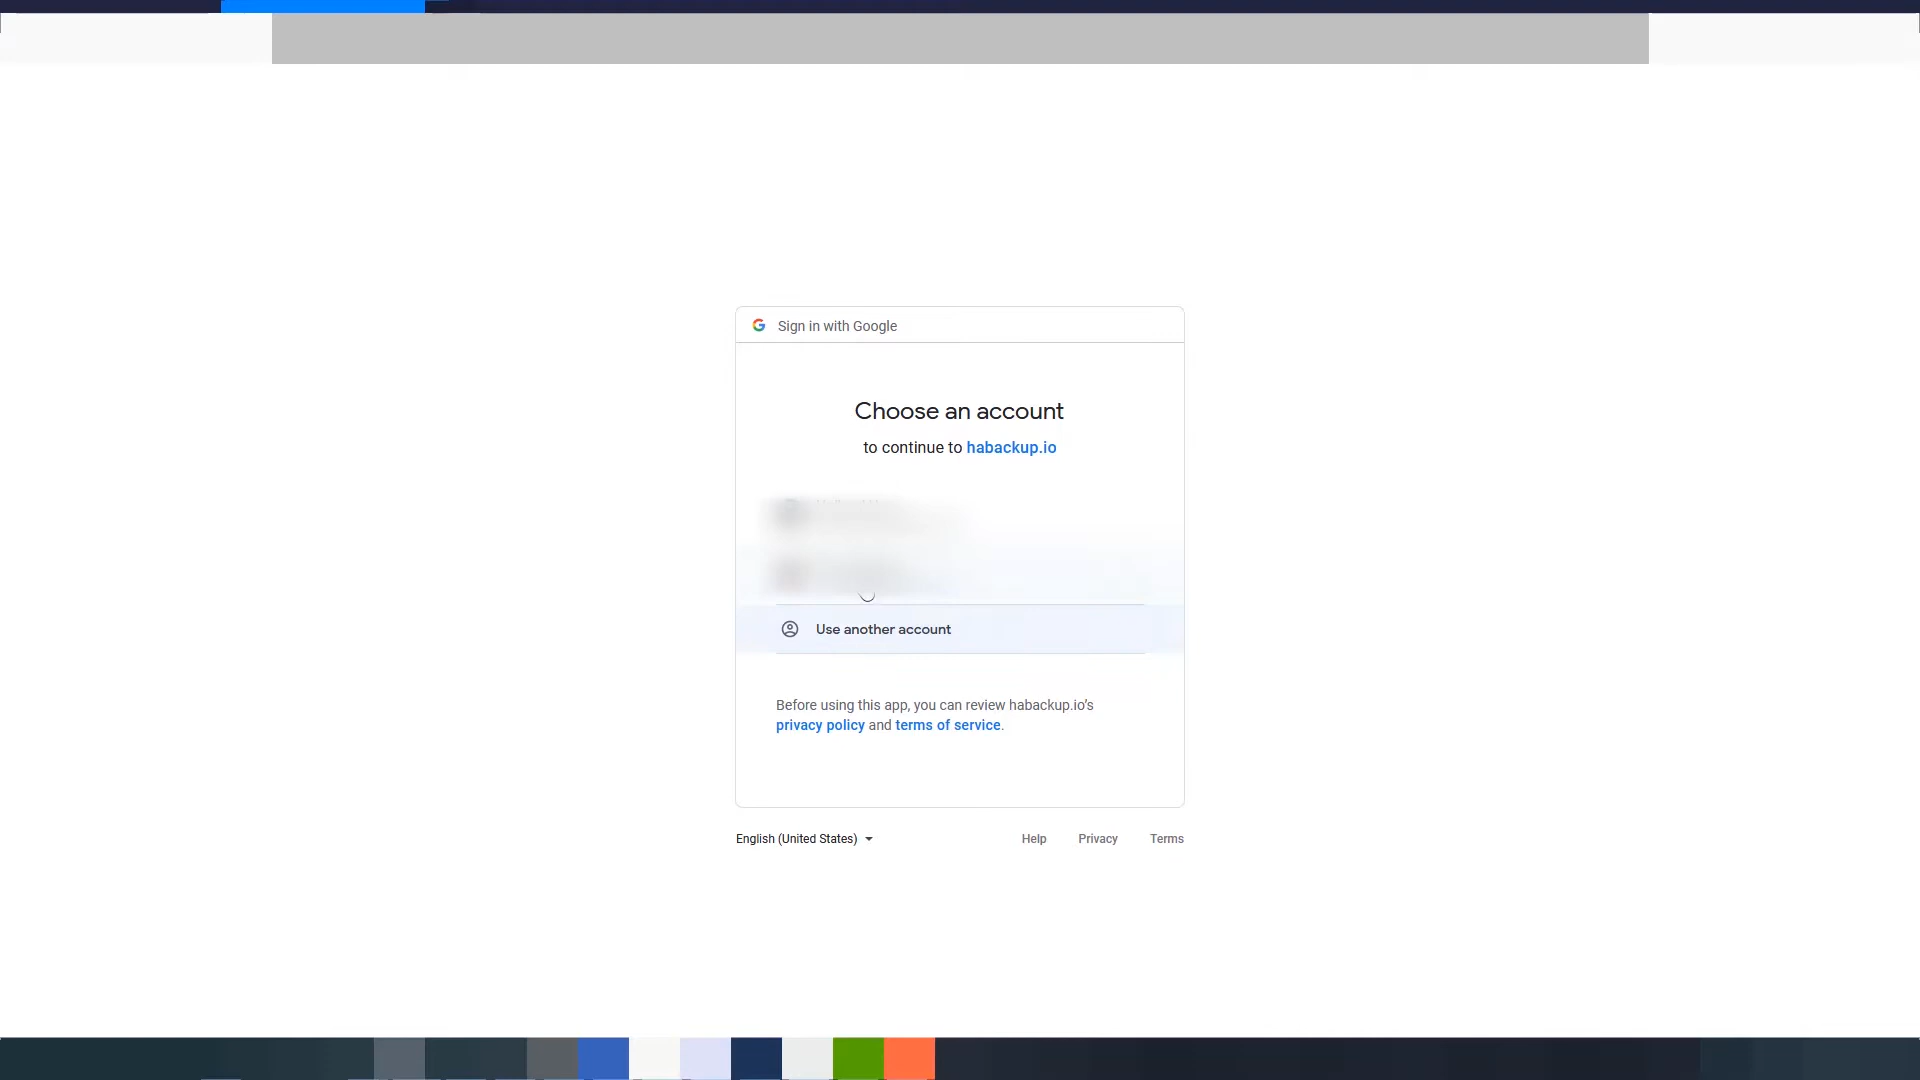 Sign in with Google
Choose an account
to continue to habackup.io
Use another account
Before using this app, you can review habackup.io's
privacy policy and terms of service.
English (United States)
Help
Privacy
Terms